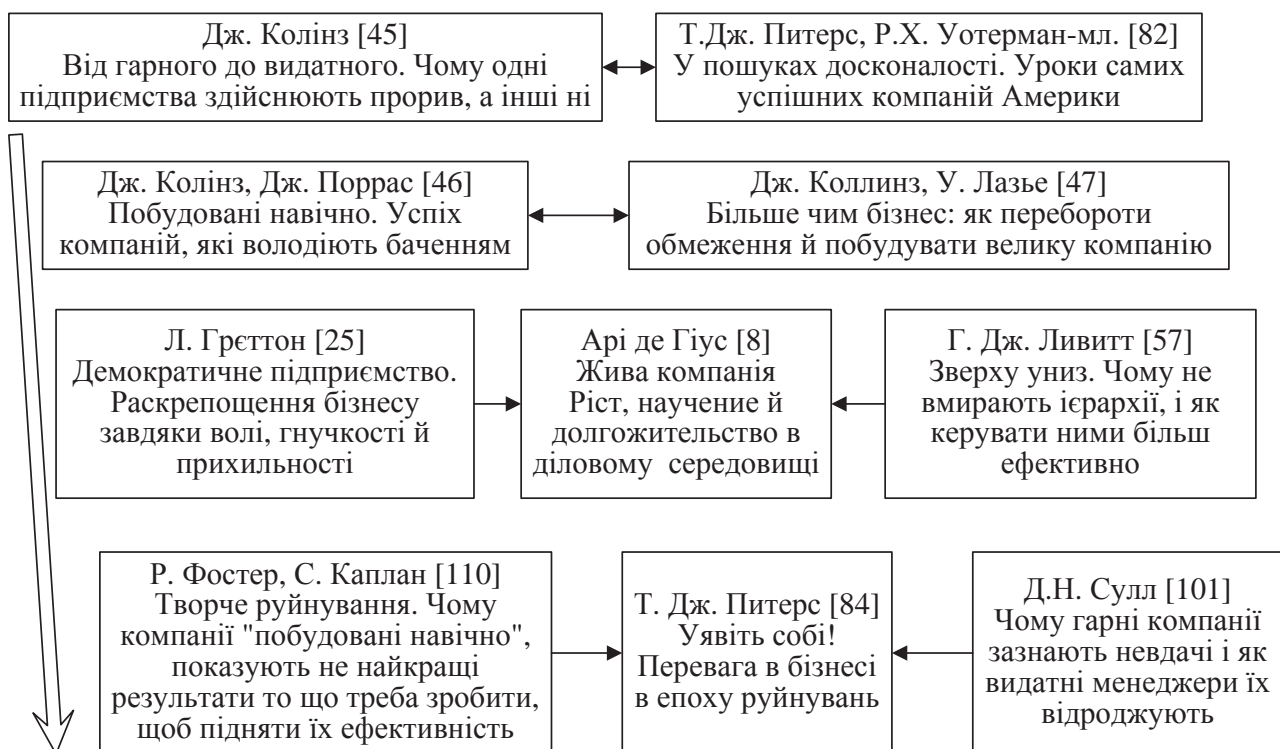 Дж. Колінз [45]
Від гарного до видатного. Чому одні
підприємства здійснюють прорив, а інші ні
Т.Дж. Питерс, Р.Х. Уотерман-мл. [82]
У пошуках досконалості. Уроки самих
успішних компаній Америки
Дж. Колінз, Дж. Поррас [46]
Побудовані навічно. Успіх
компаній, які володіють баченням
Дж. Коллинз, У. Лазье [47]
Більше чим бізнес: як перебороти
обмеження й побудувати велику компанію
Л. Грєттон [25]
Демократичне підприємство.
Раскрепощення бізнесу
завдяки волі, гнучкості й
прихильності
Арі де Гіус [8]
Жива компанія
Ріст, научение й
долгожительство в
діловому середовищі
Г. Дж. Ливитт [57]
Зверху униз. Чому не
вмирають ієрархії, і як
керувати ними більш
ефективно
Р. Фостер, С. Каплан [110]
Творче руйнування. Чому
компанії "побудовані навічно",
показують не найкращі
результати то що треба зробити,
щоб підняти їх ефективність
Т. Дж. Питерс [84]
Уявіть собі!
Перевага в бізнесі
в епоху руйнувань
Д.Н. Сулл [101]
Чому гарні компанії
зазнають невдачі і як
видатні менеджери їх
відроджують